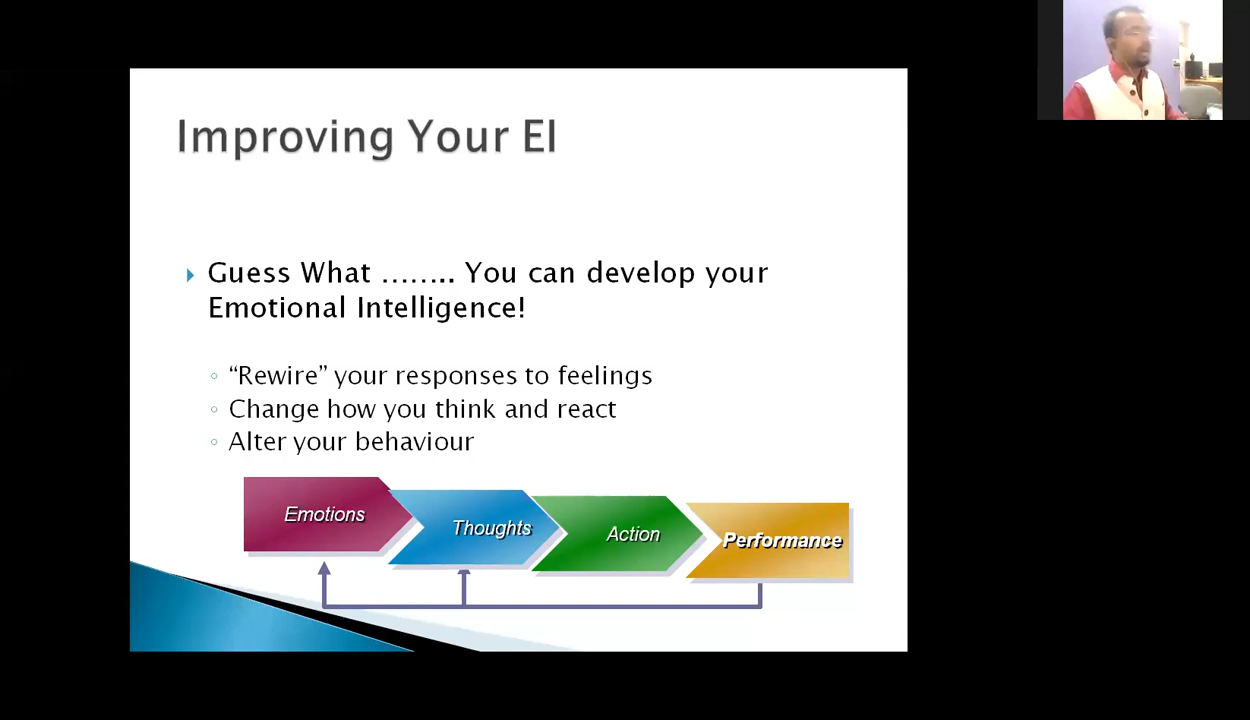 Improving Your EI
Guess What …….. You can develop your
Emotional Intelligence!
“Rewire” your responses to feelings
Change how you think and react
Alter your behaviour
Emotions
Thoughts
Action
Performance